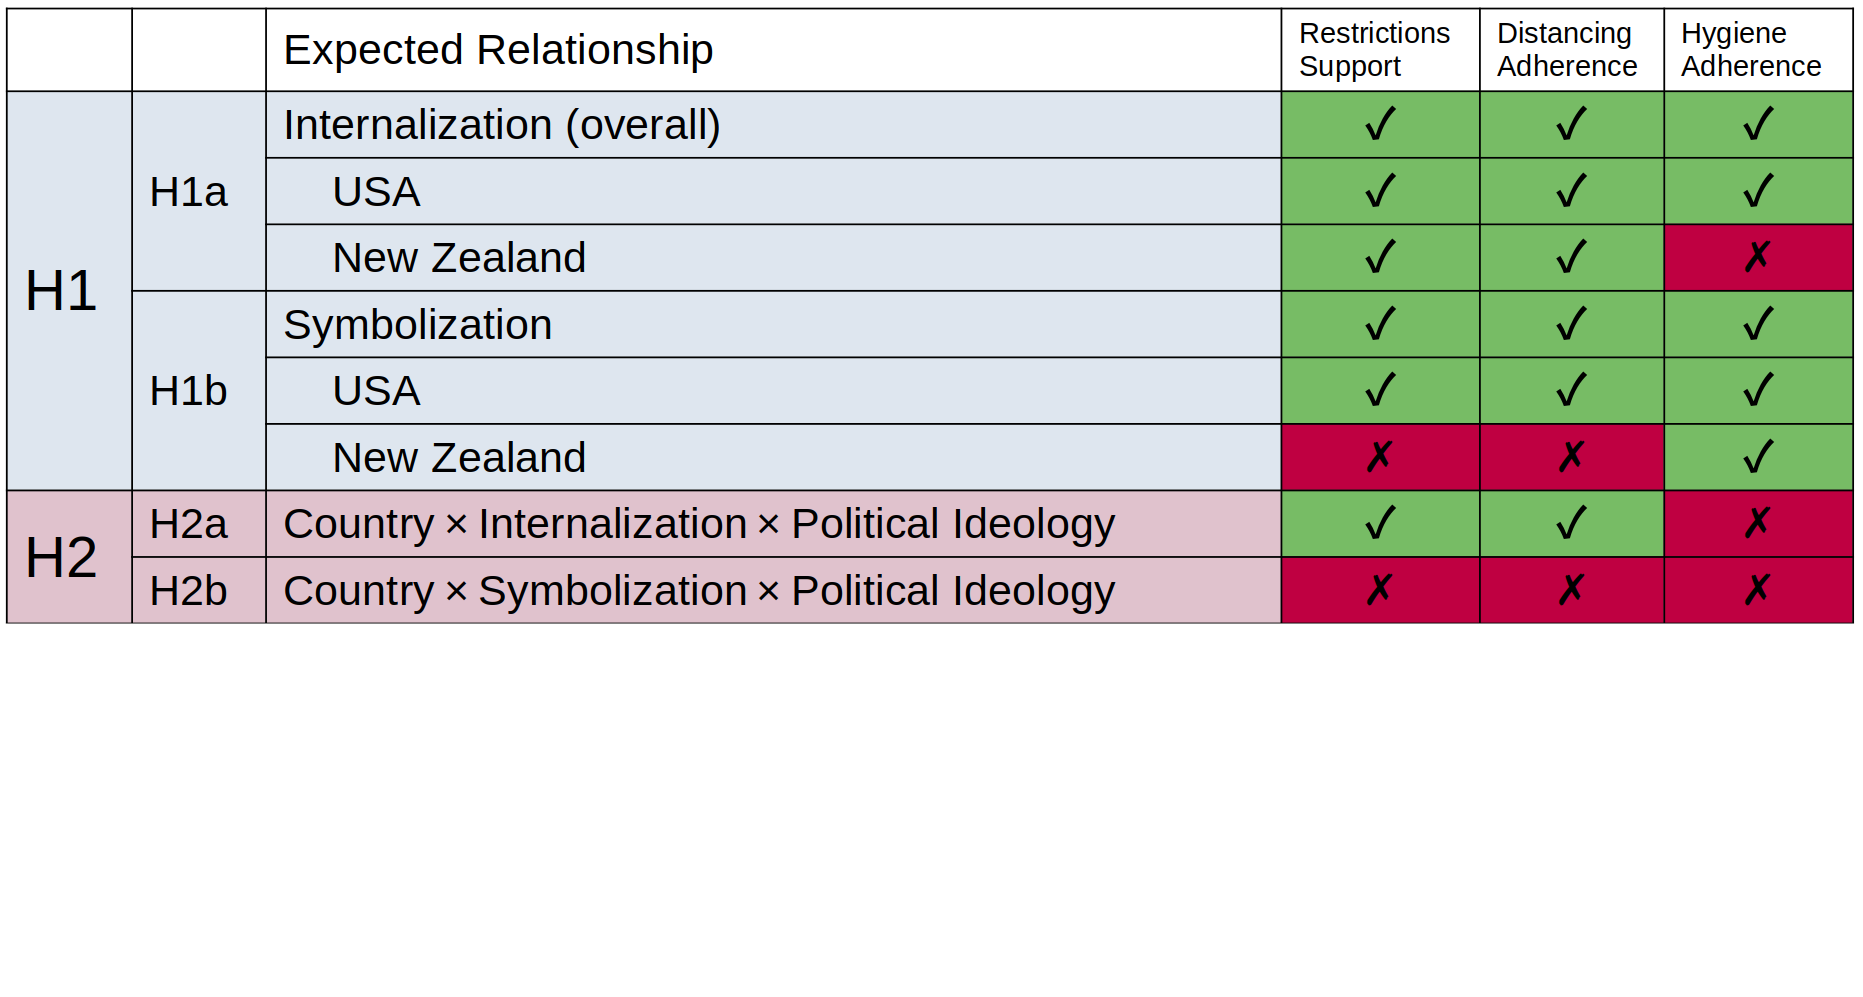 Expected Relationship
Restrictions
Support
Distancing
Adherence
Hygiene
Adherence
H1
H1a
Internalization (overall) ✓ ✓ ✓
USA ✓ ✓ ✓
New Zealand ✓ ✓ ✗
H1b
Symbolization ✓ ✓ ✓
USA ✓ ✓ ✓
New Zealand ✗ ✗ ✓
H2
H2a Country × Internalization × Political Ideology ✓ ✓ ✗
H2b Country × Symbolization × Political Ideology ✗ ✗ ✗